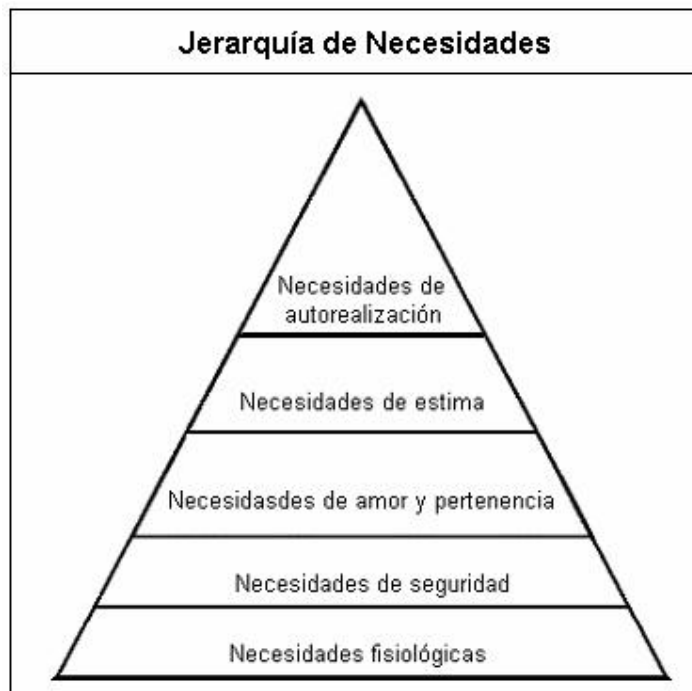 Jerarquía de Necesidades
Necesidades de
autorealización
Necesidades de estima
Necesidasdes de amor y pertenencia
Necesidades de seguridad
Necesidades fisiológicas